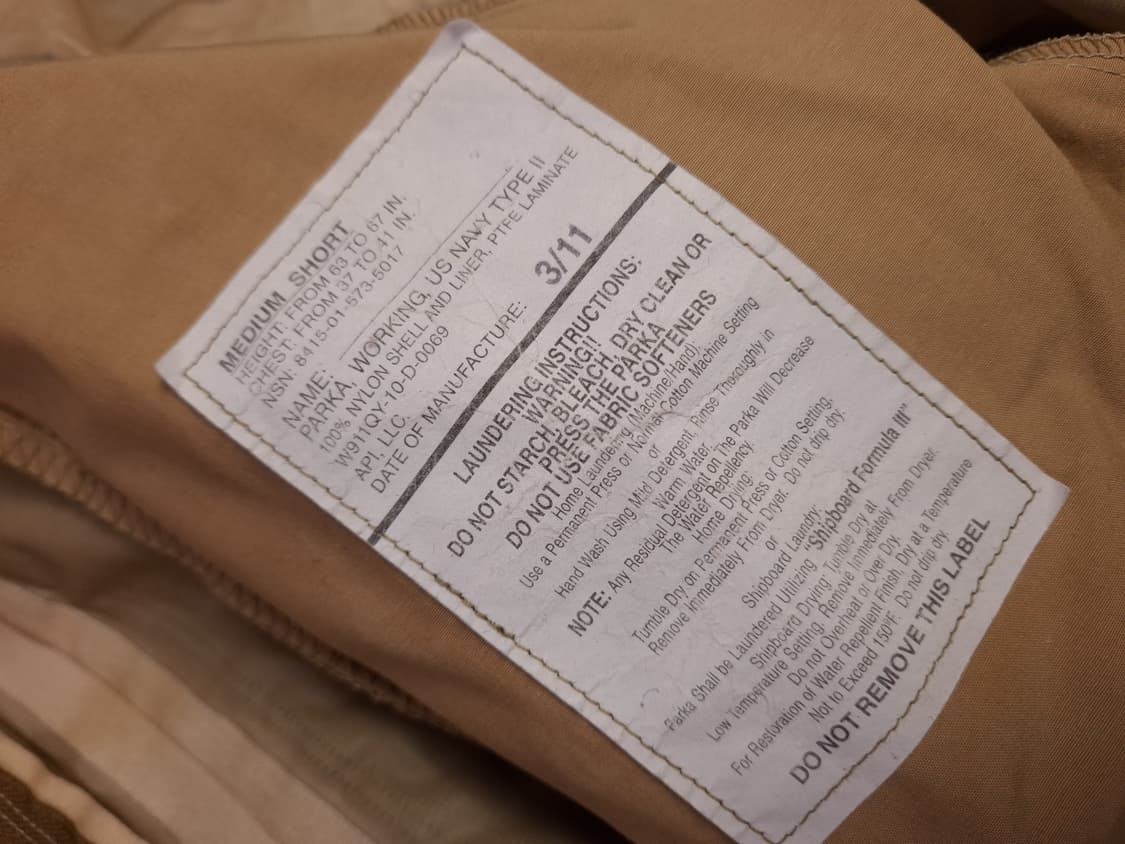 MEDIUM SHORT
HEIGHT: FROM 63 TO 67 IN.
CHEST: FROM 37 TO 41 IN.
NSN: 8415-01-573-5017
NAME:
PARKA, WORKING, US NAVY TYPE II
100% NYLON SHELL AND LINER, PTFE LAMINATE
W911QY-10-D-0069
API, LLC.
DATE OF MANUFACTURE: 3/11
LAUNDERING INSTRUCTIONS:
WARNING!!
DO NOT STARCH, BLEACH, DRY CLEAN OR
PRESS THE PARKA
DO NOT USE FABRIC SOFTENERS
Home Laundering (Machine/Hand):
Use a Permanent Press or Normal Cotton Machine Setting
or
Hand Wash Using Mild Detergent, Rinse Thoroughly in
Warm Water.
NOTE: Any Residual Detergent on The Parka Will Decrease
The Water Repellency.
Home Drying:
Tumble Dry on Permanent Press or Cotton Setting.
Remove Immediately From Dryer. Do not drip dry.
or
Shipboard Laundry:
Parka Shall be Laundered Utilizing "Shipboard Formula III"
Shipboard Drying Tumble Dry at
Low Temperature Setting. Remove Immediately From Dryer.
Do not Overheat or Over Dry.
For Restoration of Water Repellent Finish, Dry at a Temperature
Not to Exceed 150°F. Do not drip dry.
DO NOT REMOVE THIS LABEL